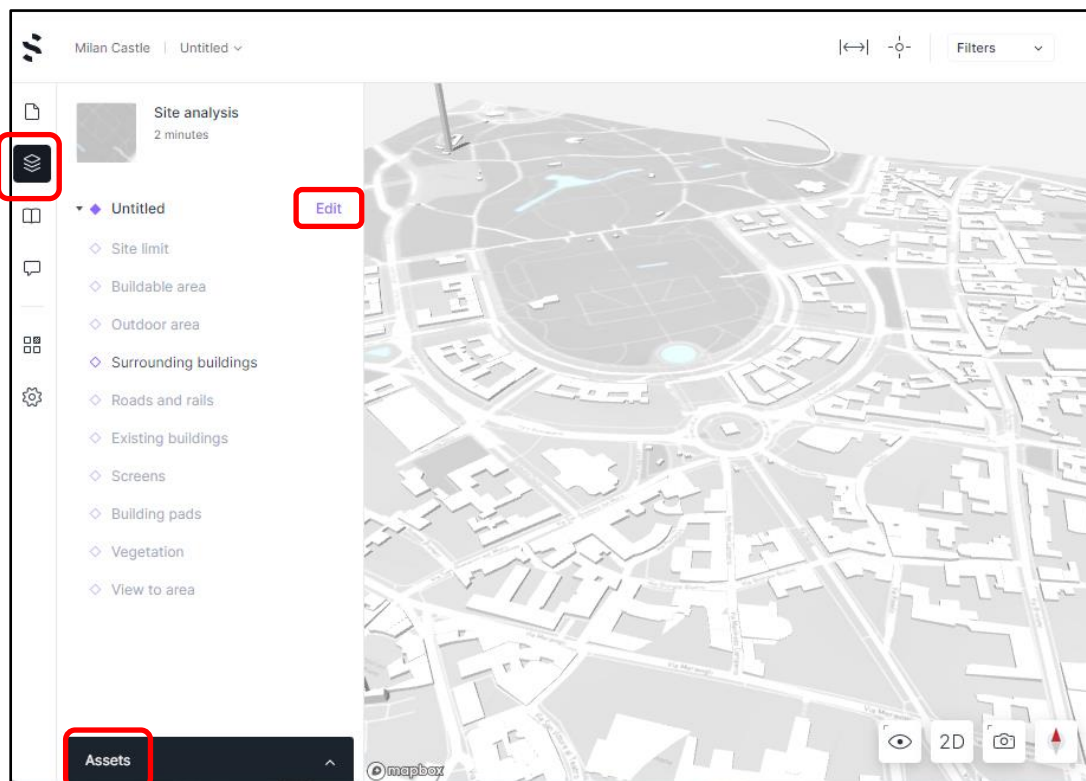 Milan Castle | Untitled
Filters
Site analysis
2 minutes
Untitled
Edit
Site limit
Buildable area
Outdoor area
Surrounding buildings
Roads and rails
Existing buildings
Screens
Building pads
Vegetation
View to area
Assets
2D
mapbox